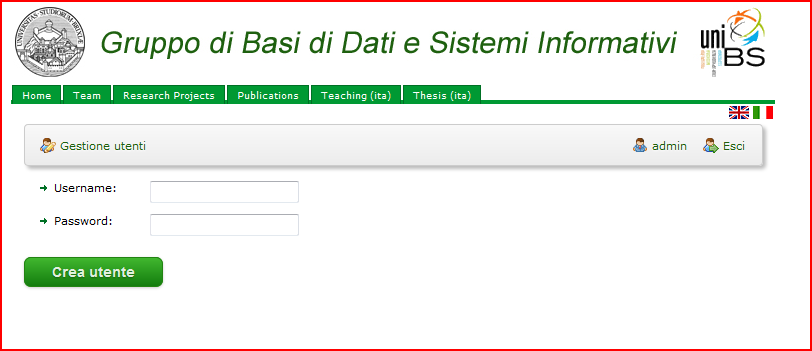 UNIVERSITAS STUDIORUM BRIXIAE
Gruppo di Basi di Dati e Sistemi Informativi
uni
BS
Home Team Research Projects Publications Teaching (ita) Thesis (ita)
Gestione utenti admin Esci
Username:
Password:
Crea utente